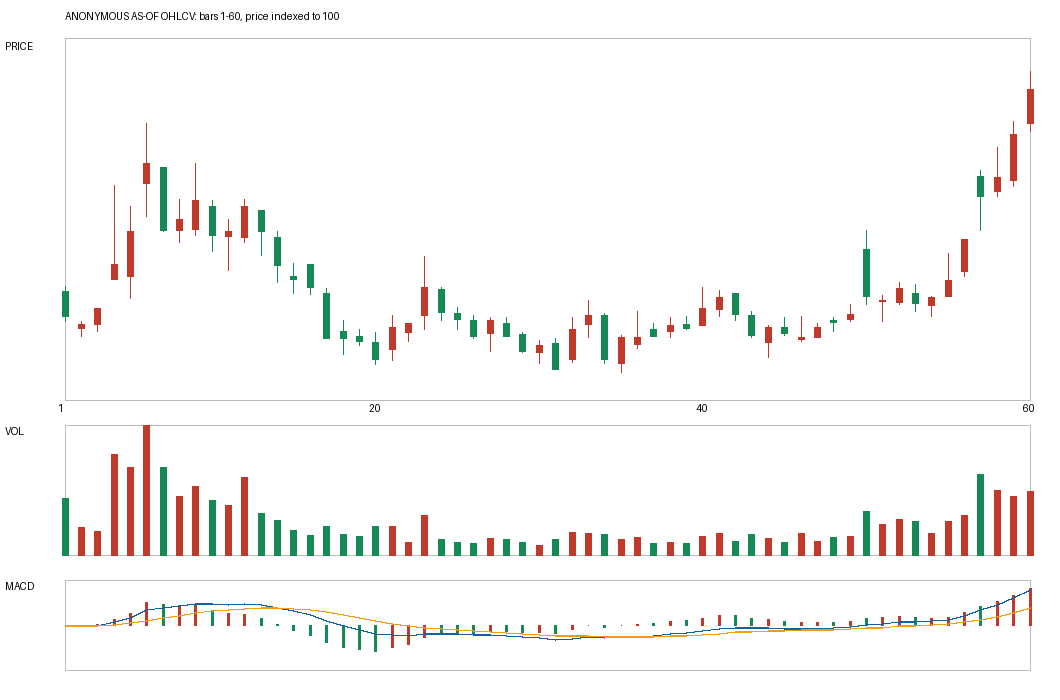 ANONYMOUS AS-OF OHLCV: bars 1-60, price indexed to 100
PRICE
1 20 40 60
VOL
MACD